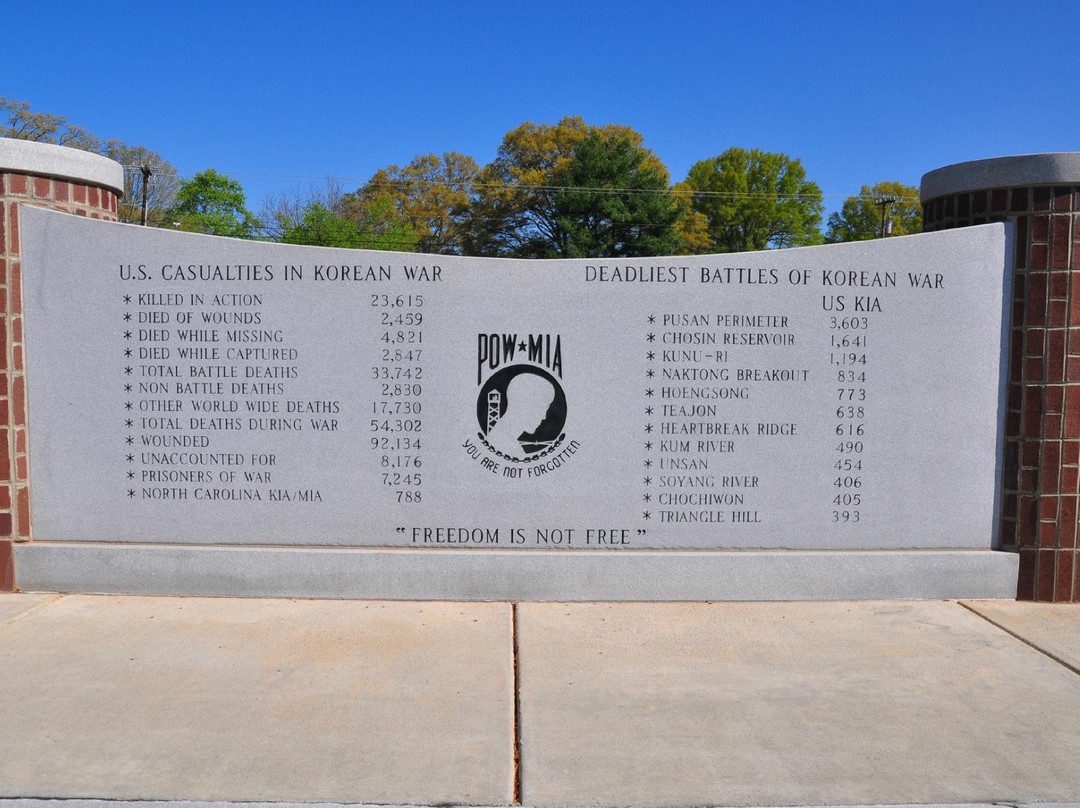 U.S. CASUALTIES IN KOREAN WAR
* KILLED IN ACTION 23,615
* DIED OF WOUNDS 2,459
* DIED WHILE MISSING 4,821
* DIED WHILE CAPTURED 2,847
* TOTAL BATTLE DEATHS 33,742
* NON BATTLE DEATHS 2,830
* OTHER WORLD WIDE DEATHS 17,730
* TOTAL DEATHS DURING WAR 54,302
* WOUNDED 92,134
* UNACCOUNTED FOR 8,176
* PRISONERS OF WAR 7,245
* NORTH CAROLINA KIA/MIA 788
POW★MIA
YOU ARE NOT FORGOTTEN
DEADLIEST BATTLES OF KOREAN WAR
US KIA
* PUSAN PERIMETER 3,603
* CHOSIN RESERVOIR 1,641
* KUNU-RI 1,194
* NAKTONG BREAKOUT 834
* HOENGSONG 773
* TEAJON 638
* HEARTBREAK RIDGE 616
* KUM RIVER 490
* UNSAN 454
* SOYANG RIVER 406
* CHOCHIWON 405
* TRIANGLE HILL 393
"FREEDOM IS NOT FREE"